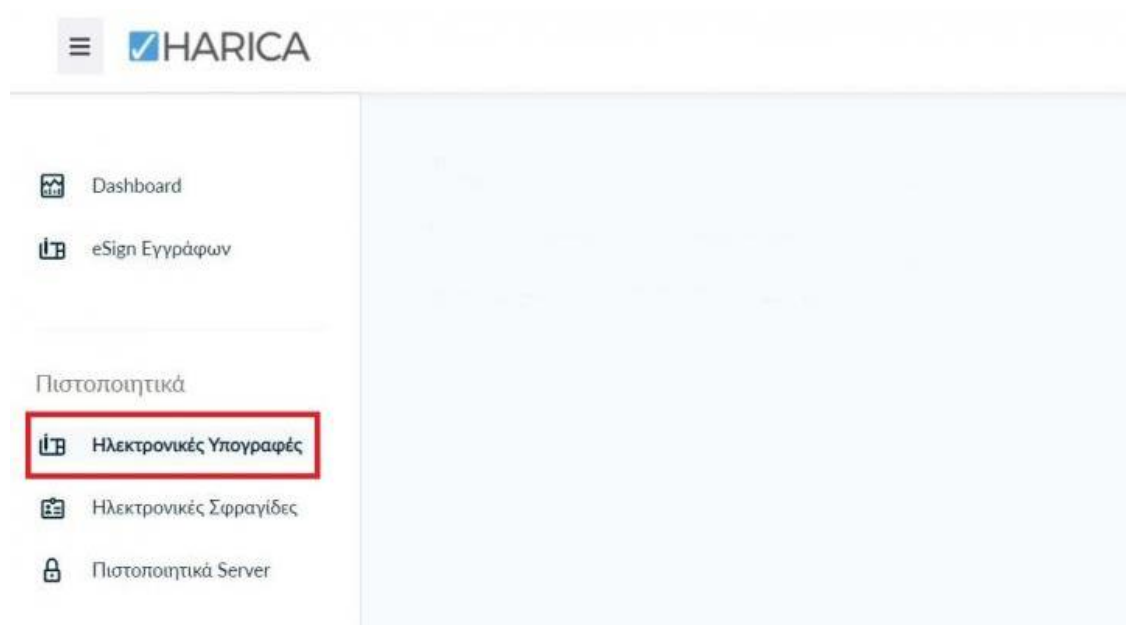 HARICA
Dashboard
eSign Εγγράφων
Πιστοποιητικά
Ηλεκτρονικές Υπογραφές
Ηλεκτρονικές Σφραγίδες
Πιστοποιητικά Server